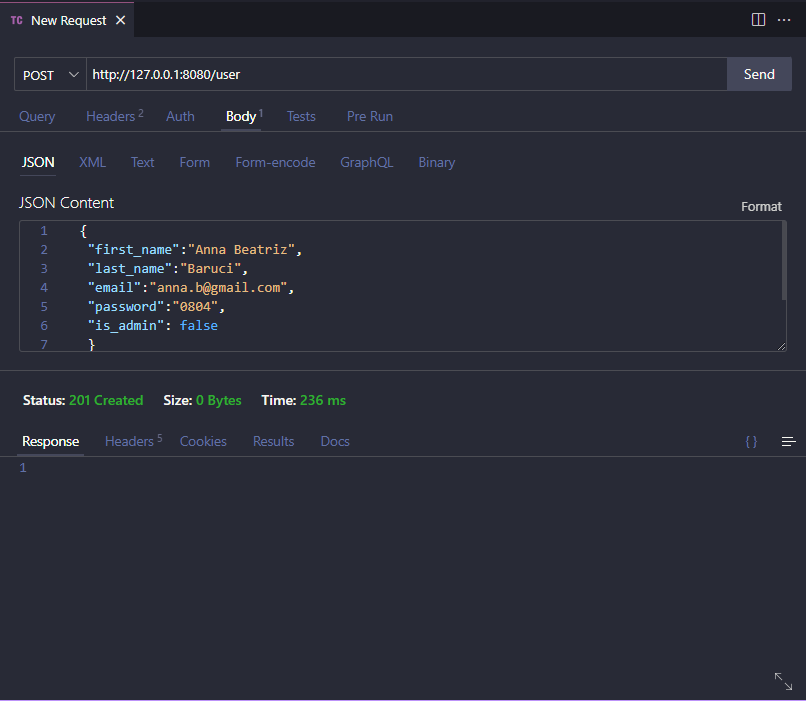 TC New Request
POST http://127.0.0.1:8080/user Send
Query Headers 2 Auth Body 1 Tests Pre Run
JSON XML Text Form Form-encode GraphQL Binary
JSON Content
Format
1 {
2 "first_name":"Anna Beatriz",
3 "last_name":"Baruci",
4 "email":"anna.b@gmail.com",
5 "password":"0804",
6 "is_admin": false
7 }
Status: 201 Created Size: 0 Bytes Time: 236 ms
Response Headers 5 Cookies Results Docs { }
1